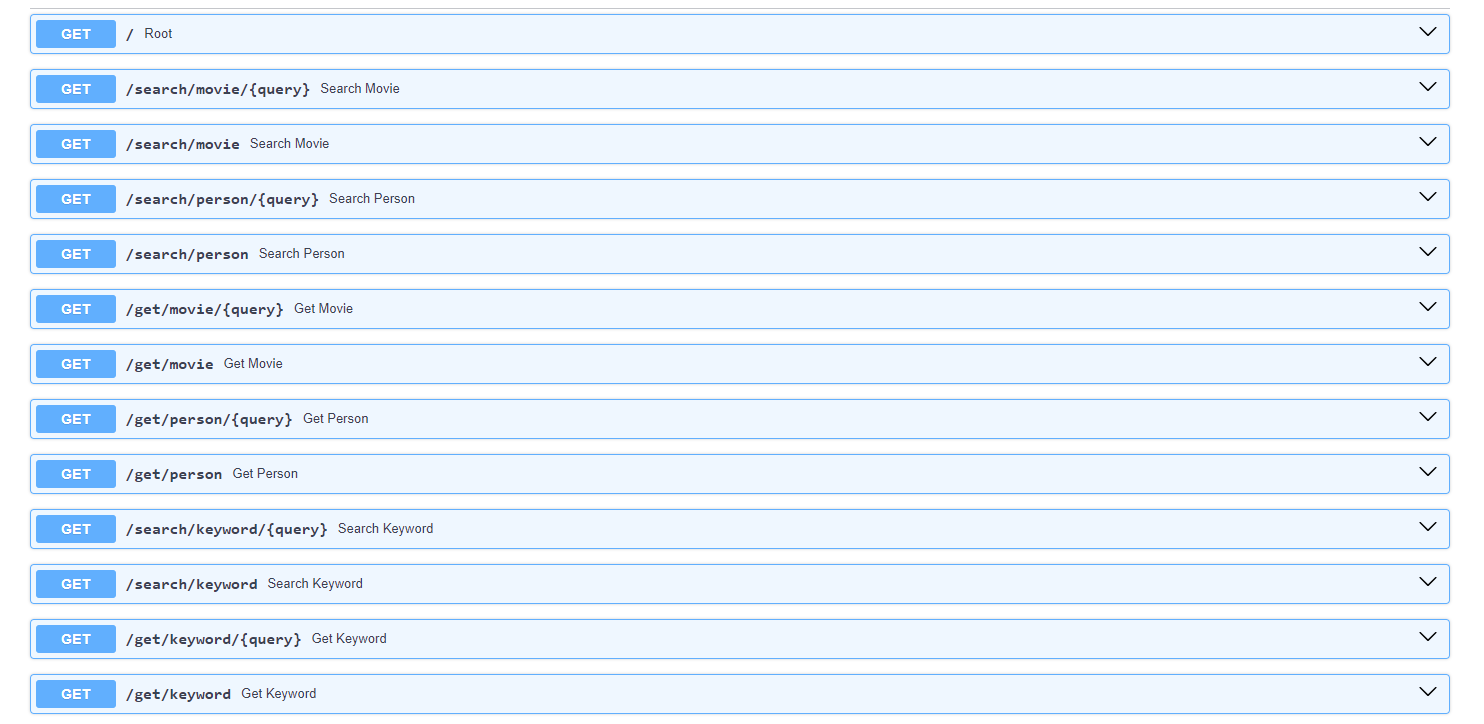 GET / Root
GET /search/movie/{query} Search Movie
GET /search/movie Search Movie
GET /search/person/{query} Search Person
GET /search/person Search Person
GET /get/movie/{query} Get Movie
GET /get/movie Get Movie
GET /get/person/{query} Get Person
GET /get/person Get Person
GET /search/keyword/{query} Search Keyword
GET /search/keyword Search Keyword
GET /get/keyword/{query} Get Keyword
GET /get/keyword Get Keyword